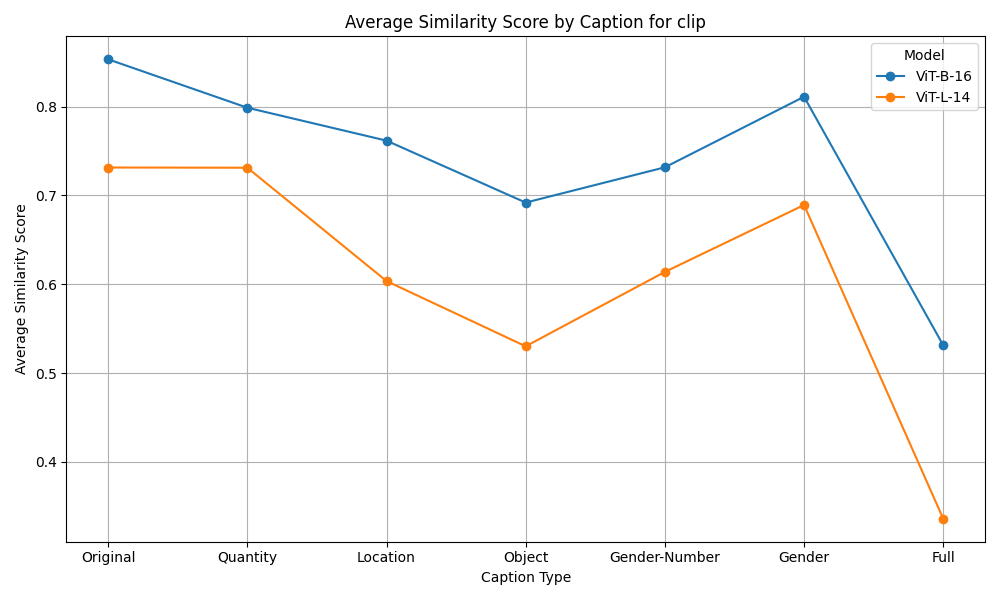 Average Similarity Score by Caption for clip
Model
ViT-B-16
ViT-L-14
Average Similarity Score
0.8
0.7
0.6
0.5
0.4
Original Quantity Location Object Gender-Number Gender Full
Caption Type